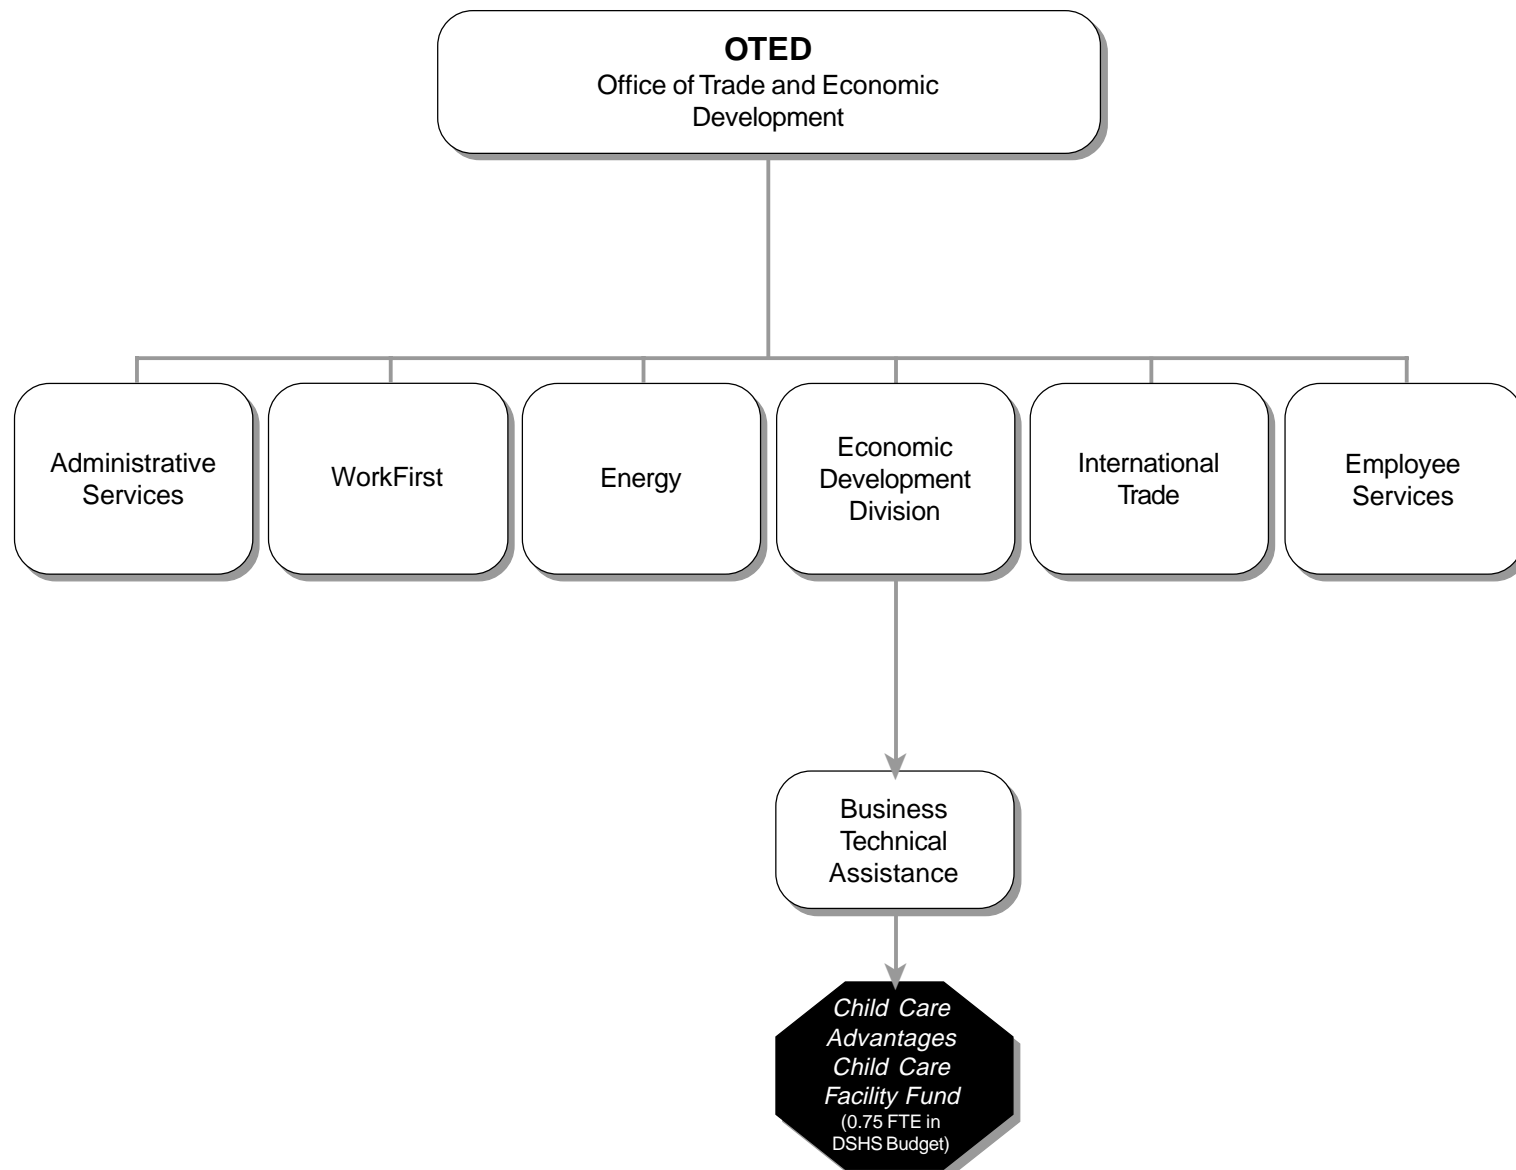 OTED
Office of Trade and Economic
Development
Administrative
Services
WorkFirst
Energy
Economic
Development
Division
International
Trade
Employee
Services
Business
Technical
Assistance
Child Care
Advantages
Child Care
Facility Fund
(0.75 FTE in
DSHS Budget)